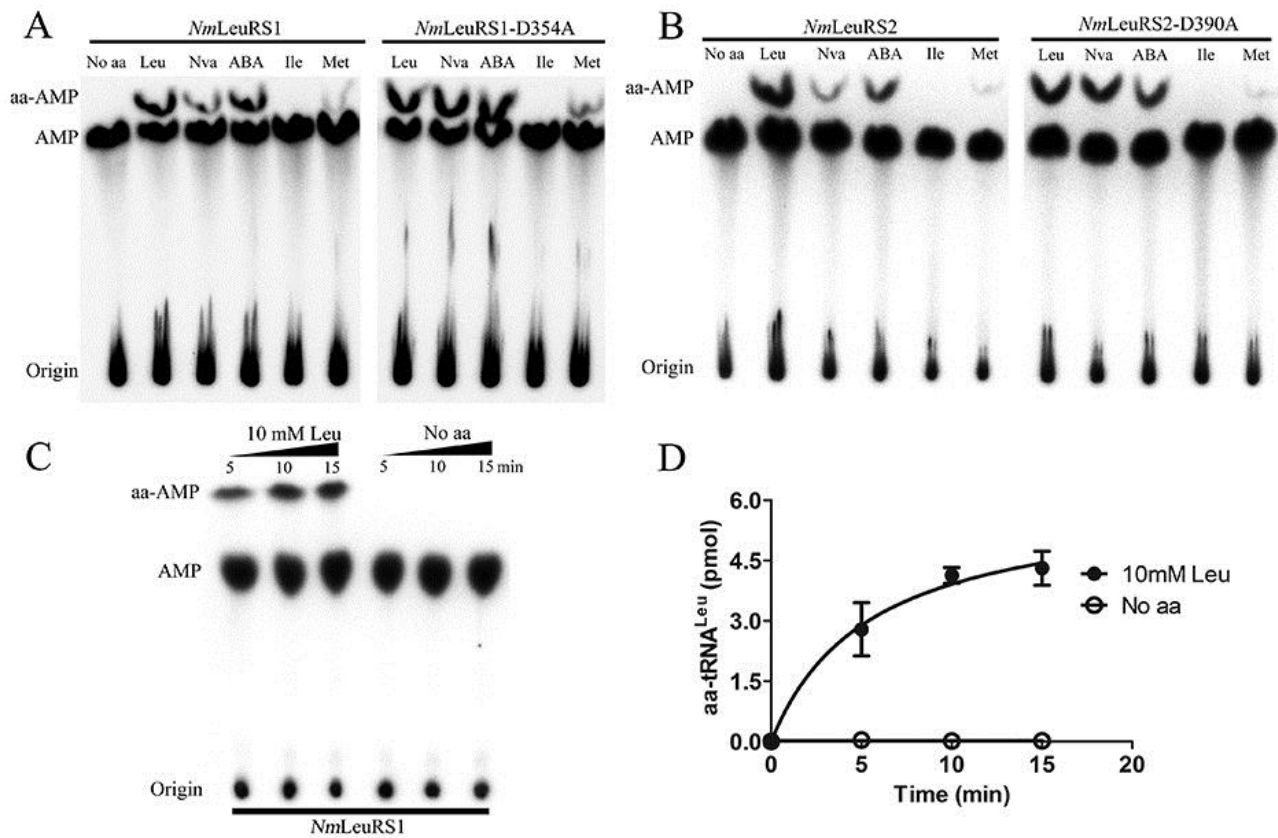 A
NmLeuRS1
NmLeuRS1-D354A
No aa Leu Nva ABA Ile Met
Leu Nva ABA Ile Met
aa-AMP
AMP
Origin
B
NmLeuRS2
NmLeuRS2-D390A
No aa Leu Nva ABA Ile Met
Leu Nva ABA Ile Met
aa-AMP
AMP
Origin
C
10 mM Leu
No aa
5 10 15 5 10 15 min
aa-AMP
AMP
Origin
NmLeuRS1
D
aa-tRNA^Leu (pmol)
6.0
4.5
3.0
1.5
0.0
0 5 10 15 20
Time (min)
10mM Leu
No aa